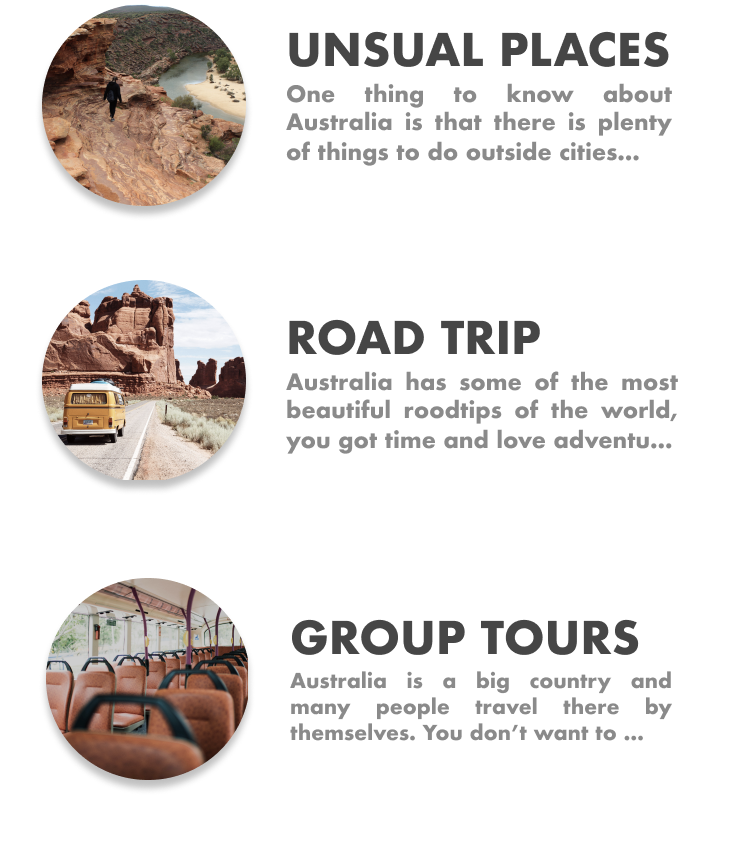 UNSUAL PLACES
One thing to know about
Australia is that there is plenty
of things to do outside cities...
ROAD TRIP
Australia has some of the most
beautiful roodtips of the world,
you got time and love adventu...
GROUP TOURS
Australia is a big country and
many people travel there by
themselves. You don’t want to ...